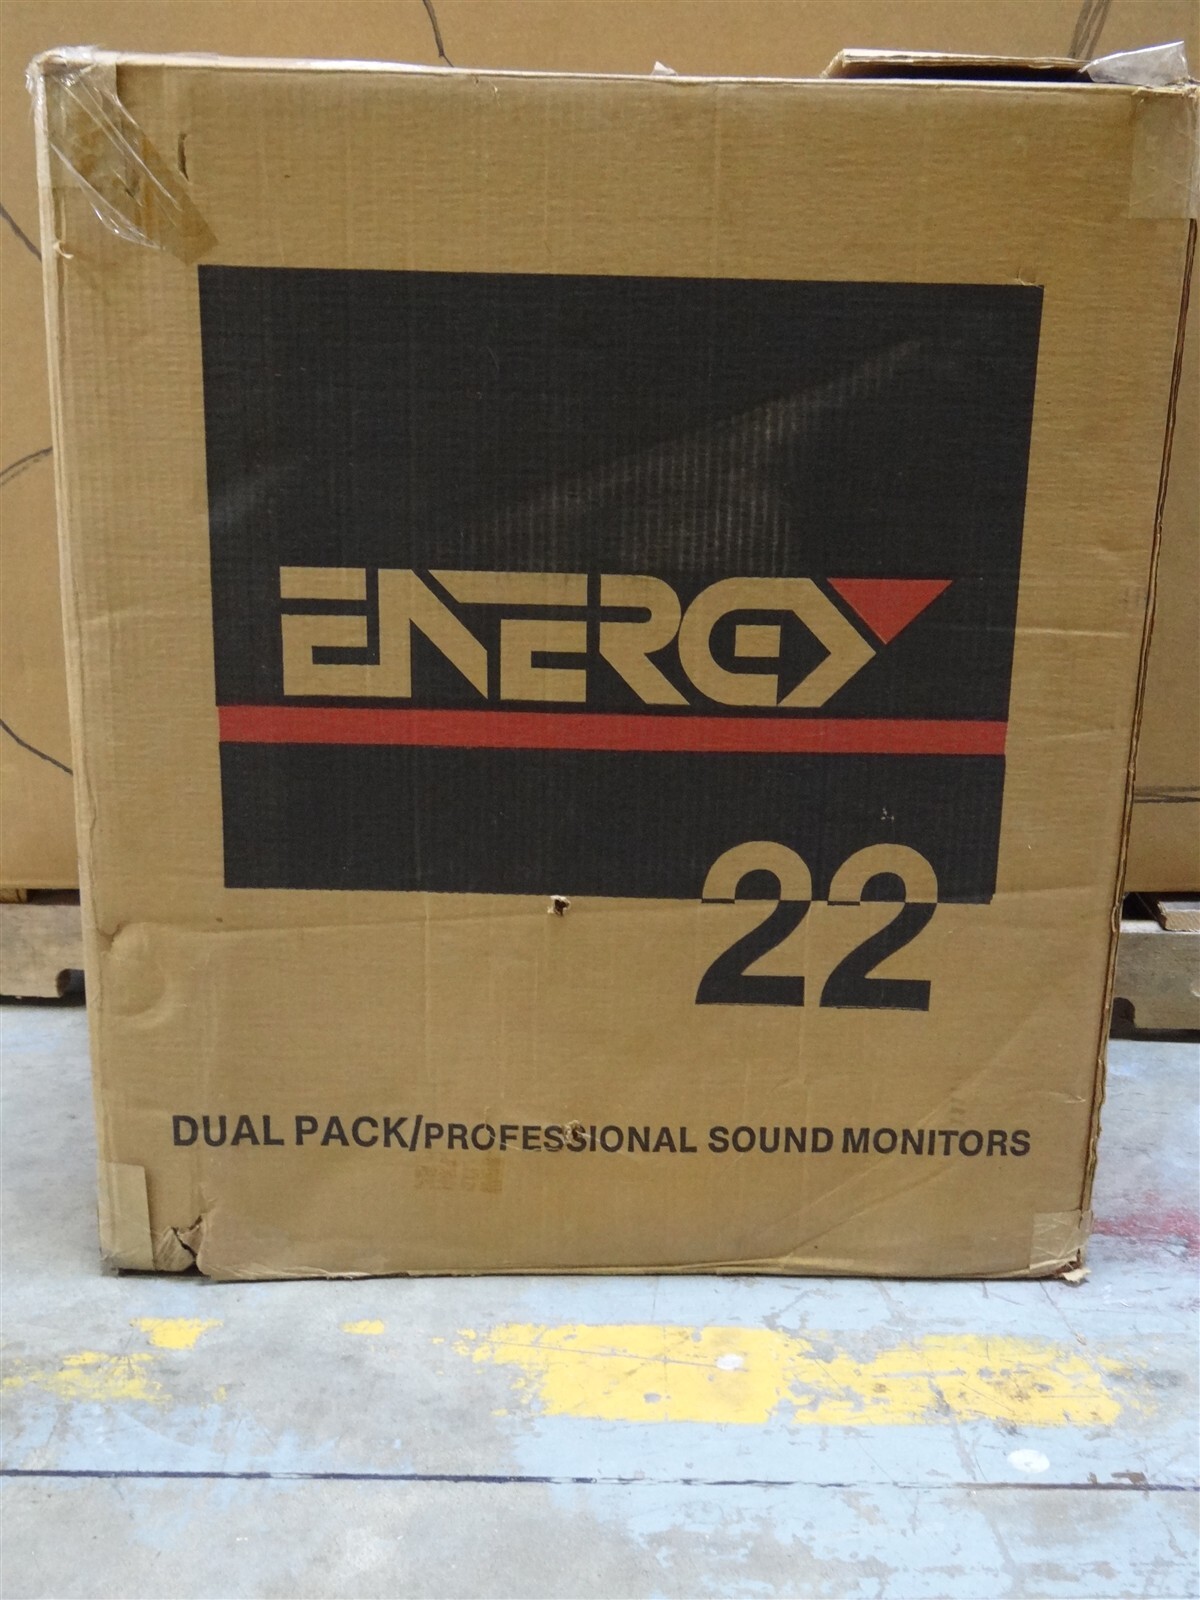 ENERGY
22
DUAL PACK/PROFESSIONAL SOUND MONITORS